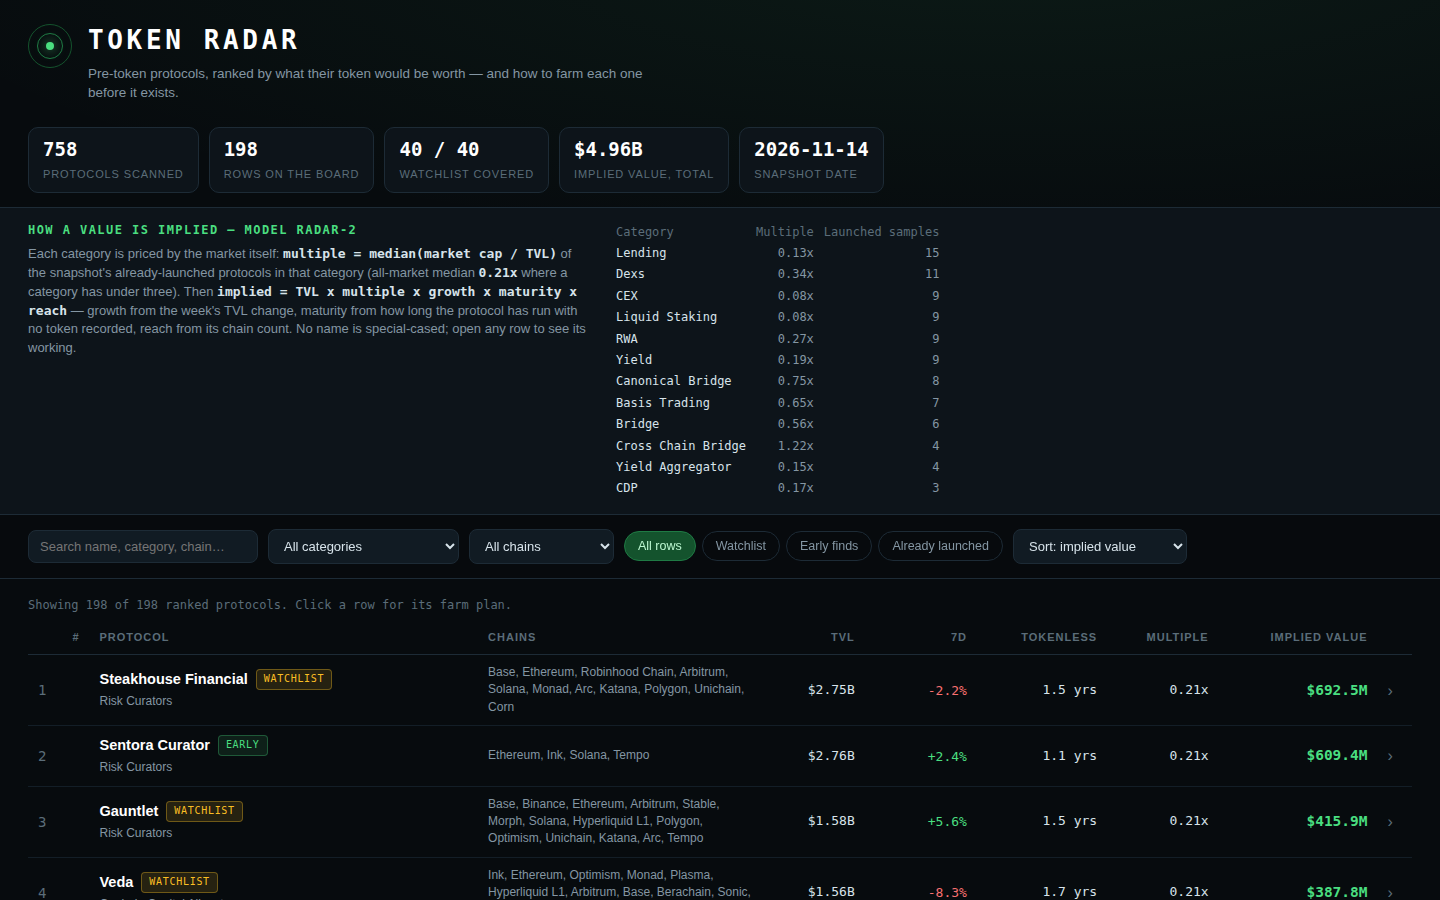 TOKEN RADAR
Pre-token protocols, ranked by what their token would be worth — and how to farm each one
before it exists.
758
PROTOCOLS SCANNED
198
ROWS ON THE BOARD
40 / 40
WATCHLIST COVERED
$4.96B
IMPLIED VALUE, TOTAL
2026-11-14
SNAPSHOT DATE
HOW A VALUE IS IMPLIED — MODEL RADAR-2
Each category is priced by the market itself: multiple = median(market cap / TVL) of
the snapshot's already-launched protocols in that category (all-market median 0.21x where a
category has under three). Then implied = TVL x multiple x growth x maturity x
reach — growth from the week's TVL change, maturity from how long the protocol has run with
no token recorded, reach from its chain count. No name is special-cased; open any row to see its
working.
Category Multiple Launched samples
Lending 0.13x 15
Dexs 0.34x 11
CEX 0.08x 9
Liquid Staking 0.08x 9
RWA 0.27x 9
Yield 0.19x 9
Canonical Bridge 0.75x 8
Basis Trading 0.65x 7
Bridge 0.56x 6
Cross Chain Bridge 1.22x 4
Yield Aggregator 0.15x 4
CDP 0.17x 3
Search name, category, chain… All categories All chains All rows Watchlist Early finds Already launched Sort: implied value
Showing 198 of 198 ranked protocols. Click a row for its farm plan.
# PROTOCOL CHAINS TVL 7D TOKENLESS MULTIPLE IMPLIED VALUE
1 Steakhouse Financial WATCHLIST
Risk Curators
Base, Ethereum, Robinhood Chain, Arbitrum,
Solana, Monad, Arc, Katana, Polygon, Unichain,
Corn
$2.75B -2.2% 1.5 yrs 0.21x $692.5M ›
2 Sentora Curator EARLY
Risk Curators
Ethereum, Ink, Solana, Tempo
$2.76B +2.4% 1.1 yrs 0.21x $609.4M ›
3 Gauntlet WATCHLIST
Risk Curators
Base, Binance, Ethereum, Arbitrum, Stable,
Morph, Solana, Hyperliquid L1, Polygon,
Optimism, Unichain, Katana, Arc, Tempo
$1.58B +5.6% 1.5 yrs 0.21x $415.9M ›
4 Veda WATCHLIST
Ink, Ethereum, Optimism, Monad, Plasma,
Hyperliquid L1, Arbitrum, Base, Berachain, Sonic,
$1.56B -8.3% 1.7 yrs 0.21x $387.8M ›